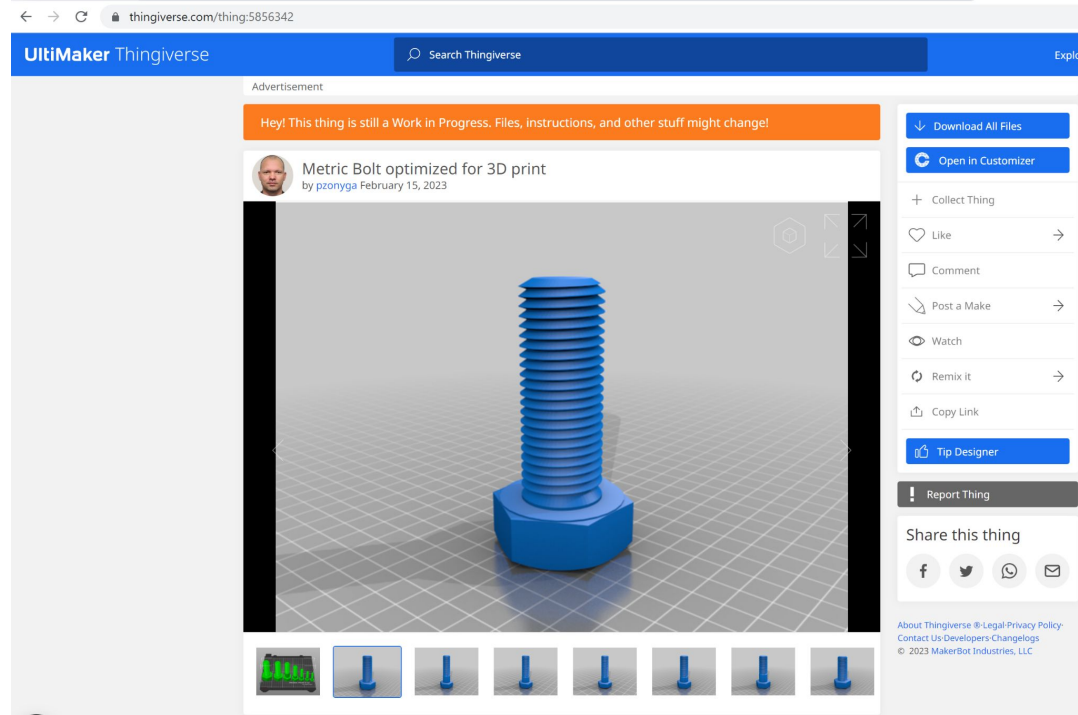 thingiverse.com/thing:5856342
UltiMaker Thingiverse
Search Thingiverse
Explo
Advertisement
Hey! This thing is still a Work in Progress. Files, instructions, and other stuff might change!
Metric Bolt optimized for 3D print
by pzonyga February 15, 2023
Download All Files
Open in Customizer
Collect Thing
Like
Comment
Post a Make
Watch
Remix it
Copy Link
Tip Designer
Report Thing
Share this thing
About Thingiverse ®·Legal·Privacy Policy·
Contact Us·Developers·Changelogs
© 2023 MakerBot Industries, LLC